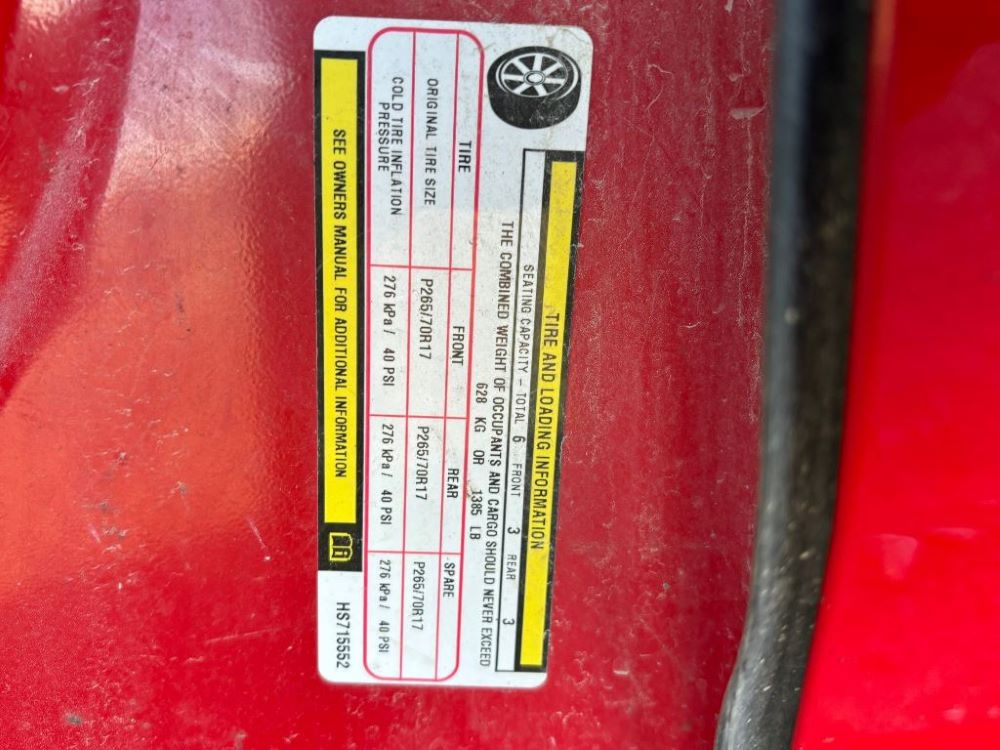 TIRE AND LOADING INFORMATION
SEATING CAPACITY – TOTAL 6 FRONT 3 REAR 3
THE COMBINED WEIGHT OF OCCUPANTS AND CARGO SHOULD NEVER EXCEED
628 KG OR 1385 LB
TIRE FRONT REAR SPARE
ORIGINAL TIRE SIZE P265/70R17 P265/70R17 P265/70R17
COLD TIRE INFLATION
PRESSURE 276 kPa / 40 PSI 276 kPa / 40 PSI 276 kPa / 40 PSI
SEE OWNERS MANUAL FOR ADDITIONAL INFORMATION
HS715552